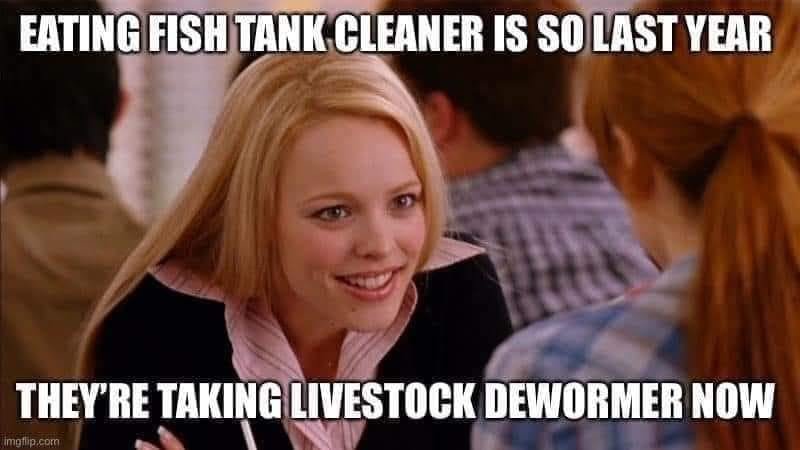 EATING FISH TANK CLEANER IS SO LAST YEAR
THEY'RE TAKING LIVESTOCK DEWORMER NOW
imgflip.com